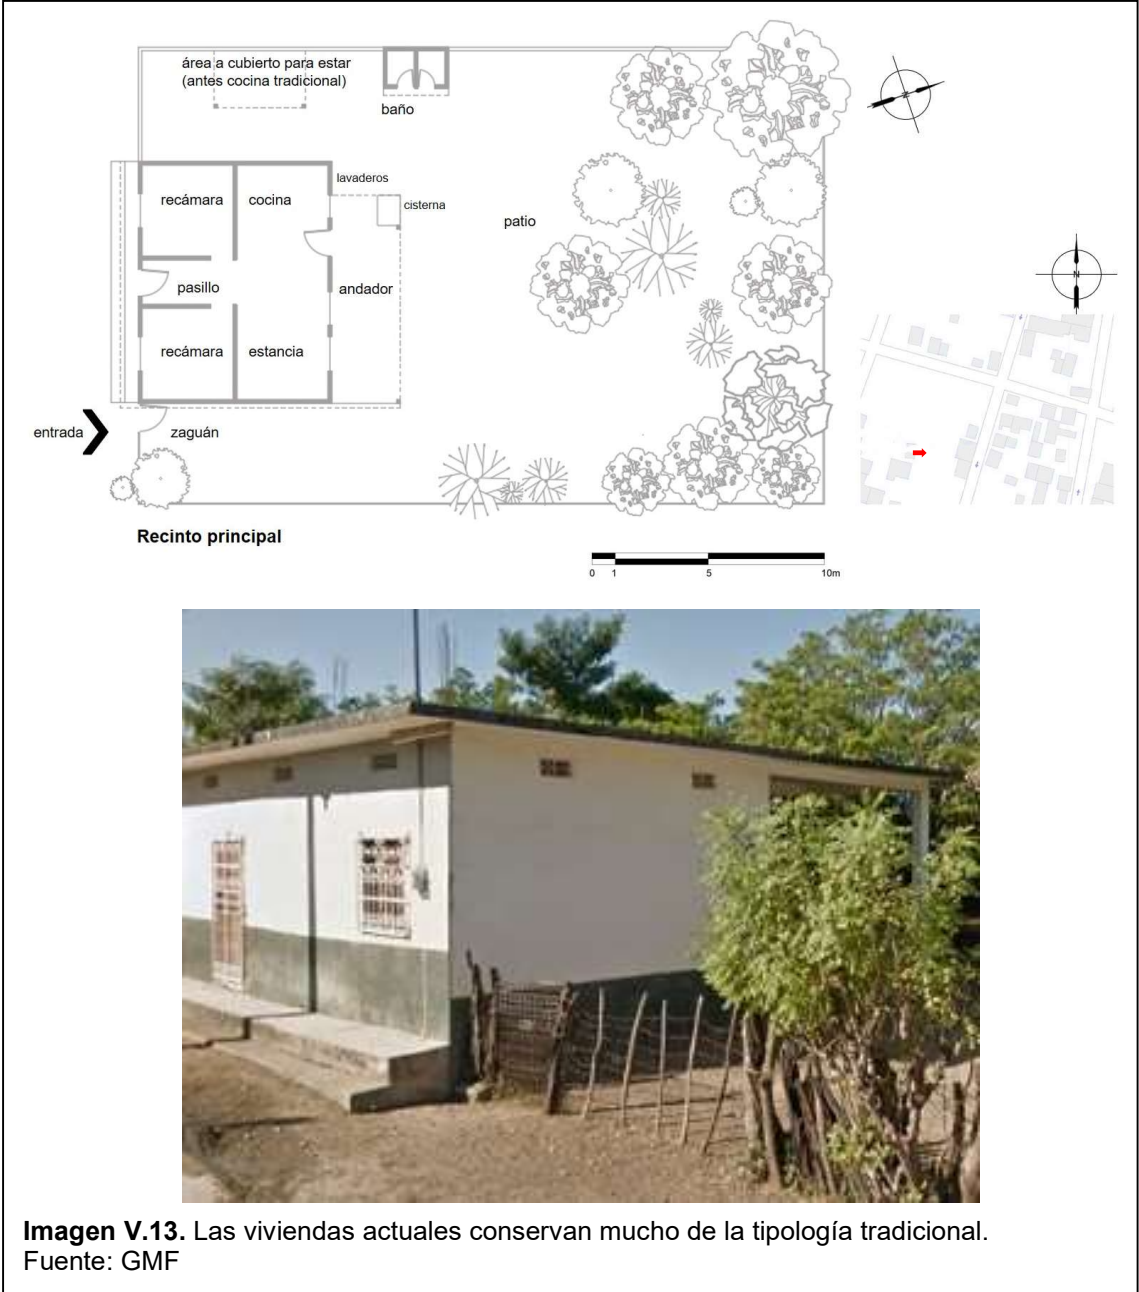 área a cubierto para estar
(antes cocina tradicional)
baño
lavaderos
recámara
cocina
cisterna
patio
pasillo
andador
recámara
estancia
entrada
zaguán
N
N
Recinto principal
0 1 5 10m
Imagen V.13. Las viviendas actuales conservan mucho de la tipología tradicional.
Fuente: GMF